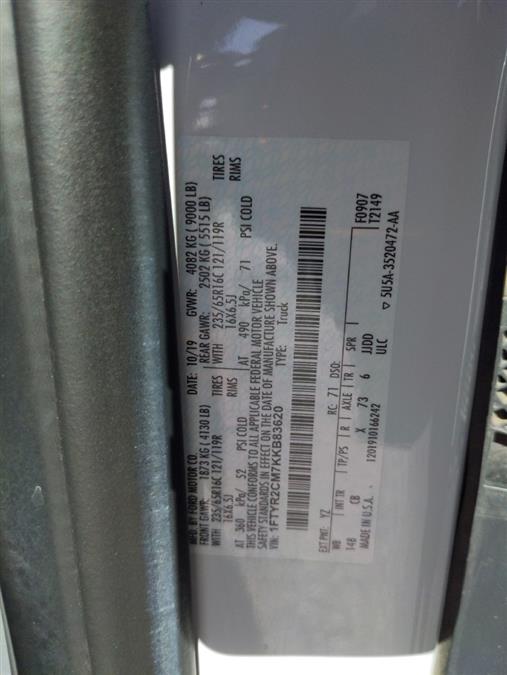 MFG BY FORD MOTOR CO. DATE: 10/19 GVWR: 4082 KG ( 9000 LB)
FRONT GAWR: 1873 KG ( 4130 LB) REAR GAWR: 2502 KG ( 5515 LB)
WITH 235/65R16C 121/119R TIRES WITH 235/65R16C 121/119R TIRES
16X6.5J RIMS 16X6.5J RIMS
AT 360 kPa/ 52 PSI COLD AT 490 kPa/ 71 PSI COLD
THIS VEHICLE CONFORMS TO ALL APPLICABLE FEDERAL MOTOR VEHICLE
SAFETY STANDARDS IN EFFECT ON THE DATE OF MANUFACTURE SHOWN ABOVE.
VIN: 1FTYR2CM7KKB83620 TYPE: Truck
EXT PNT: YZ RC: 71 DSO: F0907
WB INT TR TP/PS R AXLE TR SPR T2149
148 CB X 73 6 JJDD
MADE IN U.S.A. 1201910166242 ULC
▽ 5U5A-3520472-AA